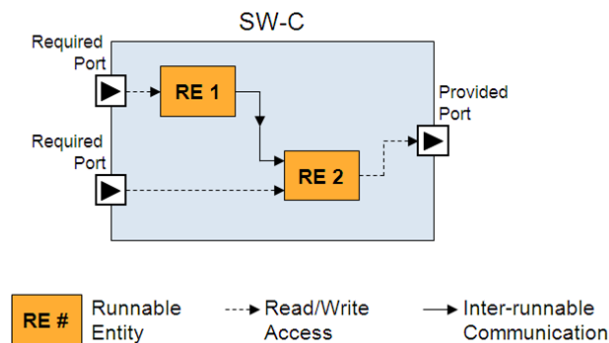 SW-C
Required
Port
RE 1
Provided
Port
Required
Port
RE 2
RE #
Runnable
Entity
Read/Write
Access
Inter-runnable
Communication